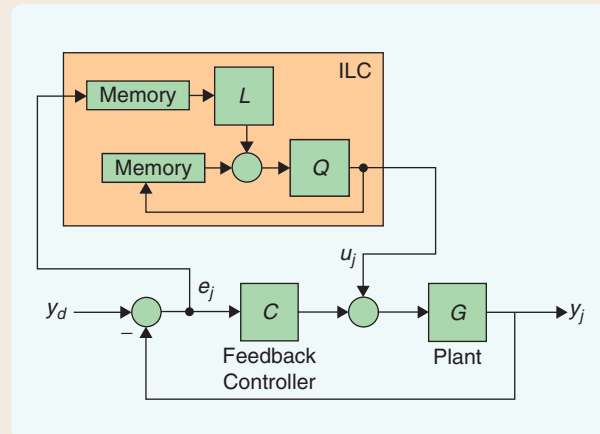 ILC
Memory
L
Memory
Q
u_j
e_j
y_d
−
C
G
y_j
Feedback
Controller
Plant